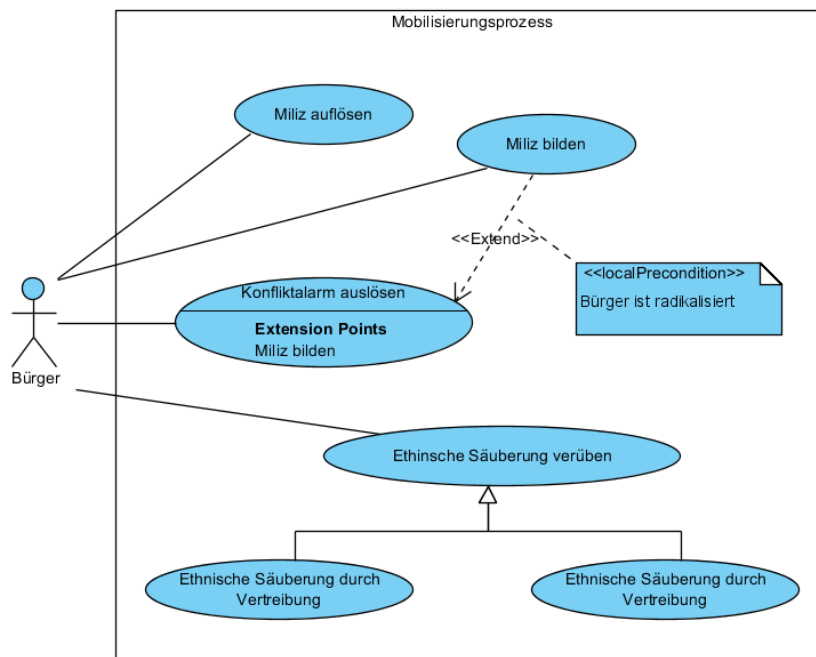 Mobilisierungsprozess
Miliz auflösen
Miliz bilden
<<Extend>>
<<localPrecondition>>
Bürger ist radikalisiert
Konfliktalarm auslösen
Extension Points
Miliz bilden
Bürger
Ethinsche Säuberung verüben
Ethnische Säuberung durch
Vertreibung
Ethnische Säuberung durch
Vertreibung